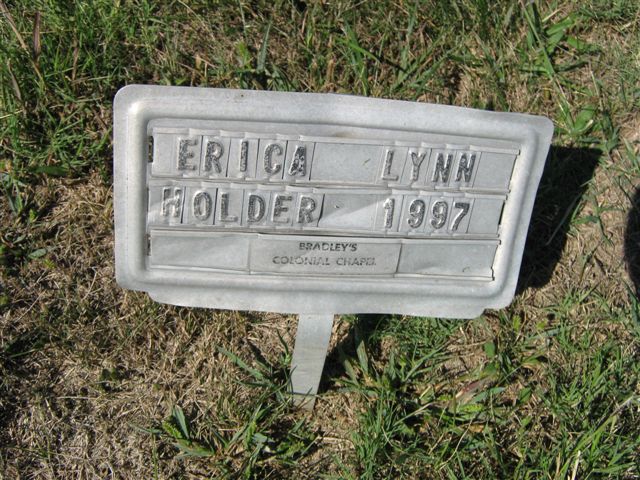 ERICA LYNN
HOLDER 1997
BRADLEY'S
COLONIAL CHAPEL